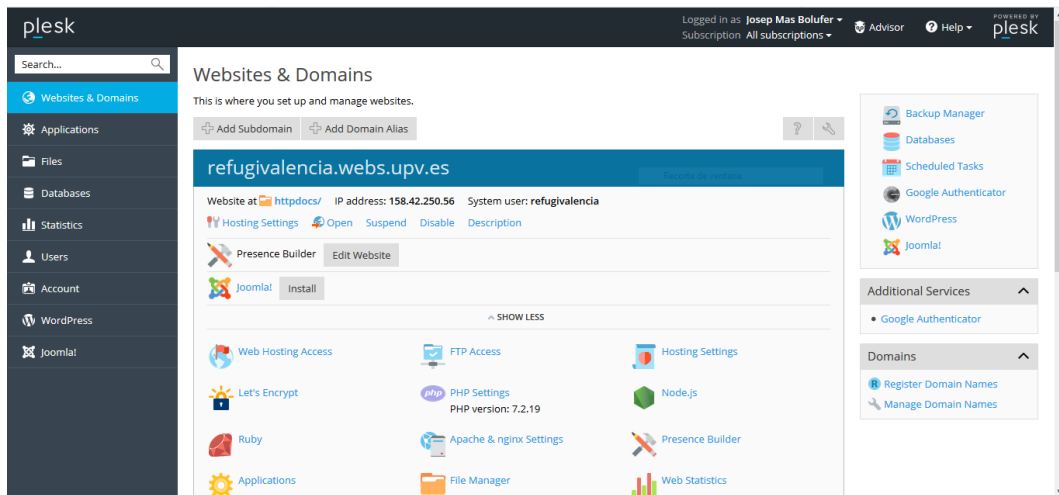 plesk
Logged in as Josep Mas Bolufer
Subscription All subscriptions
Advisor
Help
POWERED BY
plesk
Search...
Websites & Domains
Applications
Files
Databases
Statistics
Users
Account
WordPress
Joomla!
Websites & Domains
This is where you set up and manage websites.
Add Subdomain Add Domain Alias
?
refugivalencia.webs.upv.es
Recorte de ventana
Website at httpdocs/ IP address: 158.42.250.56 System user: refugivalencia
Hosting Settings Open Suspend Disable Description
Presence Builder Edit Website
Joomla! Install
SHOW LESS
Web Hosting Access FTP Access Hosting Settings
Let's Encrypt php PHP Settings Node.js
PHP version: 7.2.19
Ruby Apache & nginx Settings Presence Builder
Applications File Manager Web Statistics
Backup Manager
Databases
Scheduled Tasks
Google Authenticator
WordPress
Joomla!
Additional Services
Google Authenticator
Domains
R Register Domain Names
Manage Domain Names